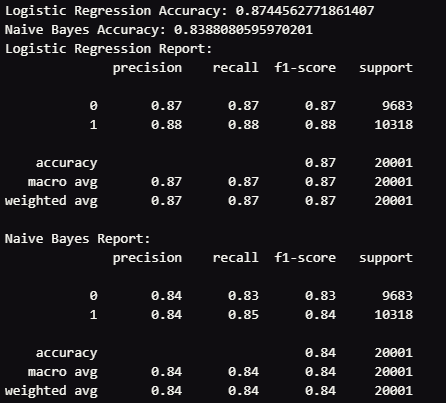 Logistic Regression Accuracy: 0.8744562771861407
Naive Bayes Accuracy: 0.8388080595970201
Logistic Regression Report:
precision recall f1-score support
0 0.87 0.87 0.87 9683
1 0.88 0.88 0.88 10318
accuracy 0.87 20001
macro avg 0.87 0.87 0.87 20001
weighted avg 0.87 0.87 0.87 20001
Naive Bayes Report:
precision recall f1-score support
0 0.84 0.83 0.83 9683
1 0.84 0.85 0.84 10318
accuracy 0.84 20001
macro avg 0.84 0.84 0.84 20001
weighted avg 0.84 0.84 0.84 20001